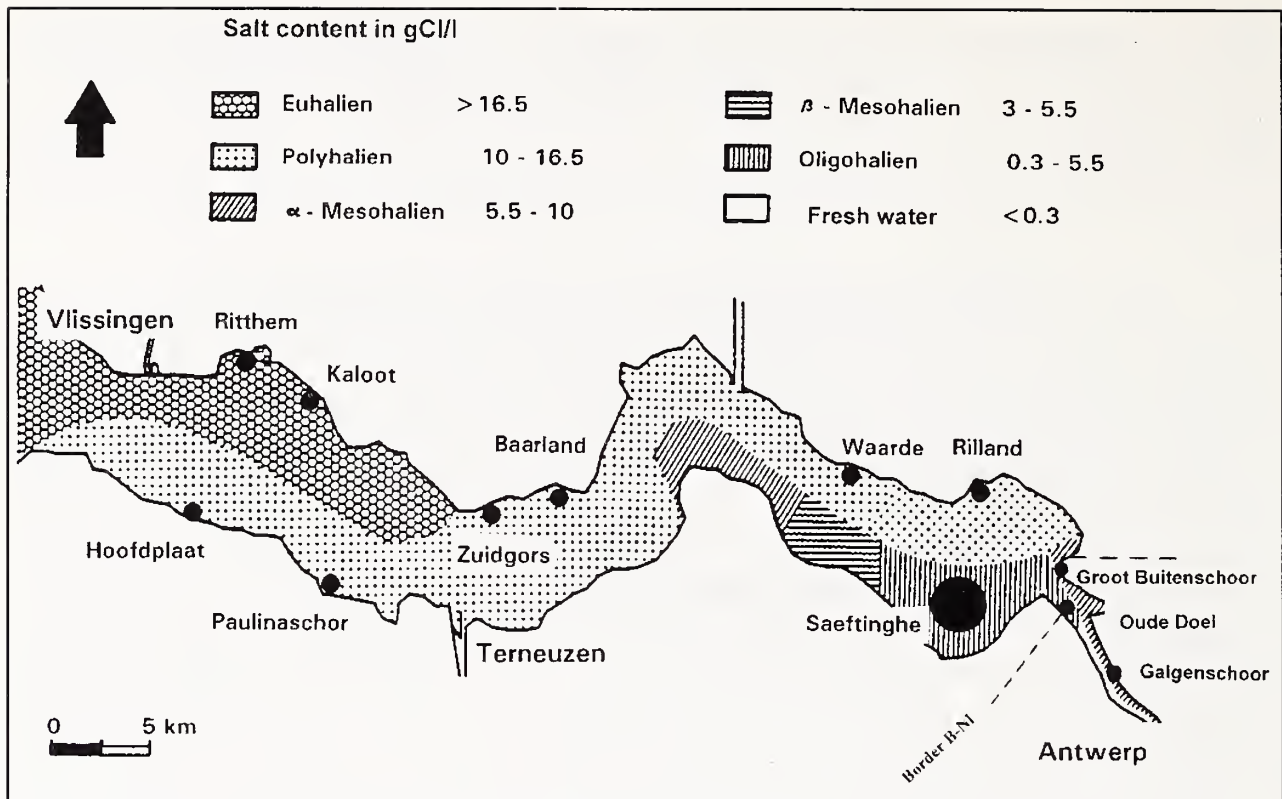 Salt content in gCl/l
Euhalien >16.5
Polyhalien 10 - 16.5
α - Mesohalien 5.5 - 10
β - Mesohalien 3 - 5.5
Oligohalien 0.3 - 5.5
Fresh water <0.3
Vlissingen
Ritthem
Kaloot
Baarland
Waarde
Rilland
Hoofdplaat
Zuidgors
Groot Buitenschoor
Paulinaschor
Saeftinghe
Oude Doel
Terneuzen
Galgenschoor
0 5 km
Border B-Nl
Antwerp